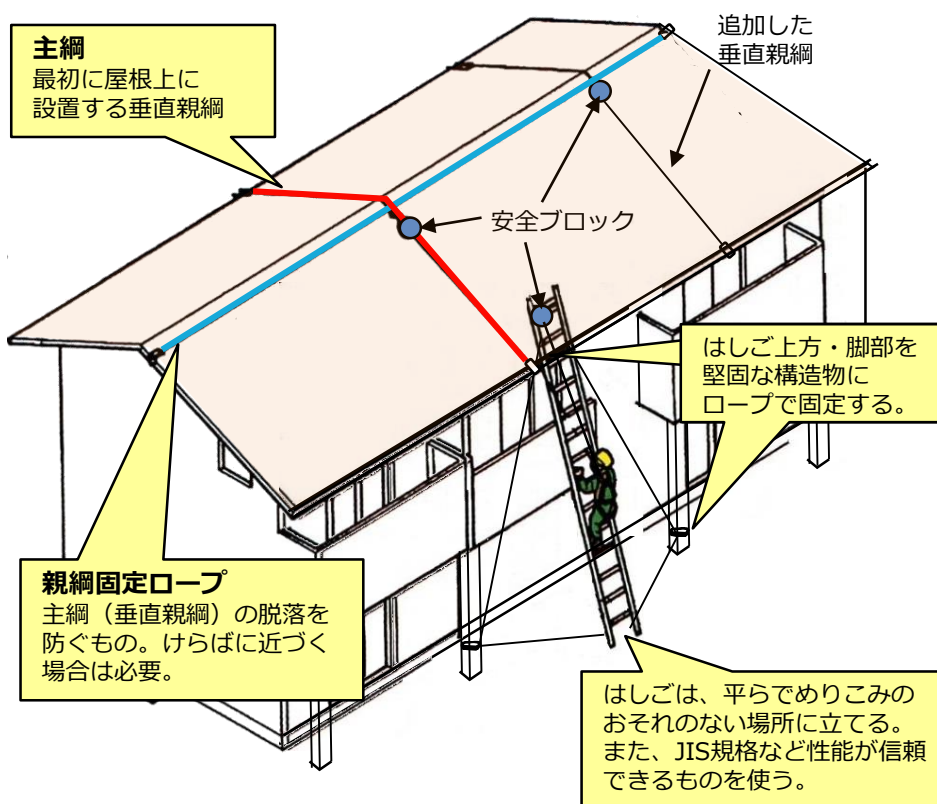 主綱
最初に屋根上に
設置する垂直親綱
追加した
垂直親綱
安全ブロック
はしご上方・脚部を
堅固な構造物に
ロープで固定する。
親綱固定ロープ
主綱（垂直親綱）の脱落を
防ぐもの。けらばに近づく
場合は必要。
はしごは、平らでめりこみの
おそれのない場所に立てる。
また、JIS規格など性能が信頼
できるものを使う。